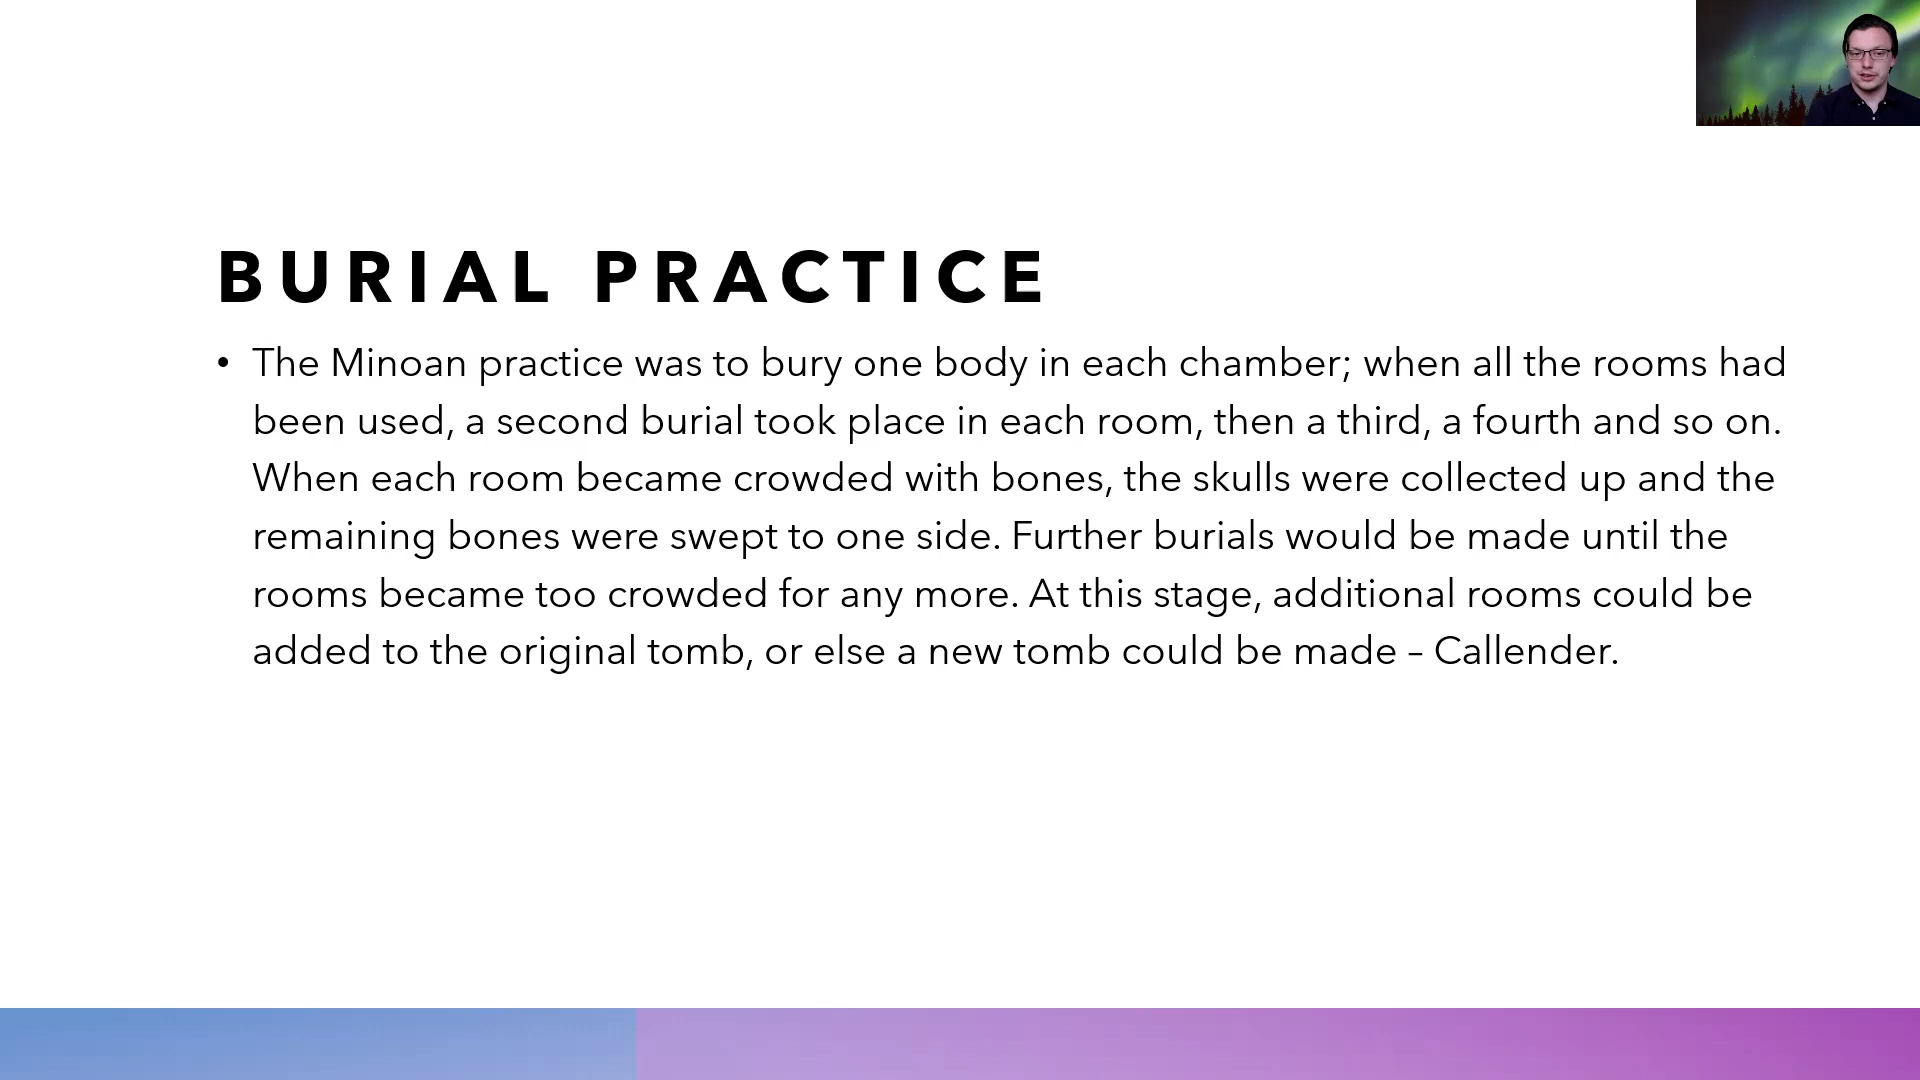 BURIAL PRACTICE
• The Minoan practice was to bury one body in each chamber; when all the rooms had
been used, a second burial took place in each room, then a third, a fourth and so on.
When each room became crowded with bones, the skulls were collected up and the
remaining bones were swept to one side. Further burials would be made until the
rooms became too crowded for any more. At this stage, additional rooms could be
added to the original tomb, or else a new tomb could be made – Callender.